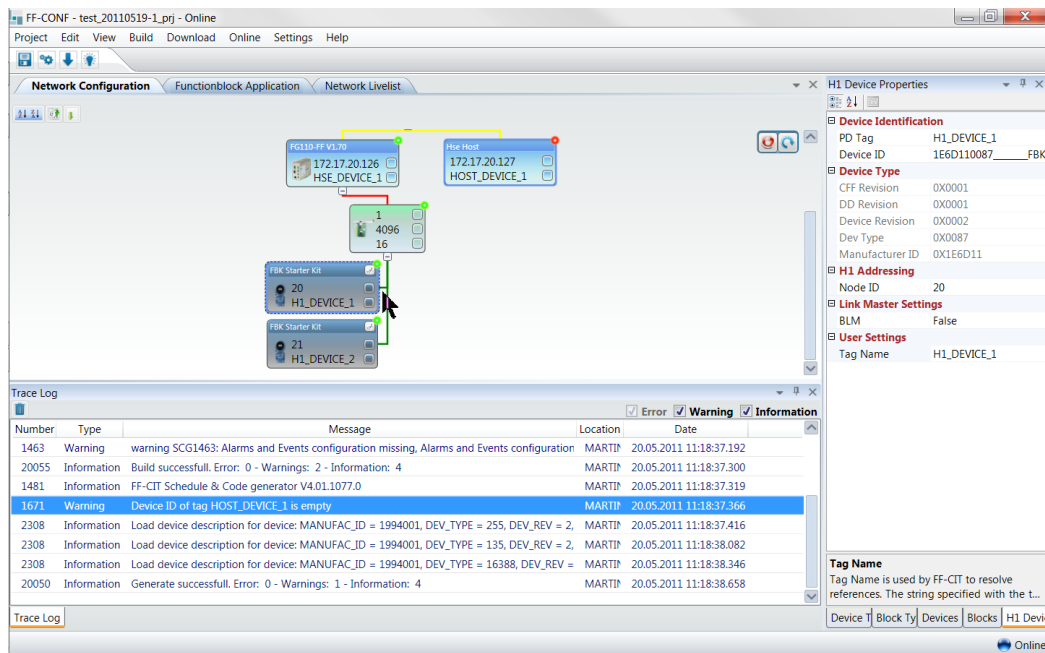 FF-CONF - test_20110519-1_prj - Online
Project Edit View Build Download Online Settings Help
Network Configuration Functionblock Application Network Livelist
FG110-FF V1.70
172.17.20.126
HSE_DEVICE_1
Hse Host
172.17.20.127
HOST_DEVICE_1
1
4096
16
FBK Starter Kit
20
H1_DEVICE_1
FBK Starter Kit
21
H1_DEVICE_2
H1 Device Properties
Device Identification
PD Tag H1_DEVICE_1
Device ID 1E6D110087______FBK
Device Type
CFF Revision 0X0001
DD Revision 0X0001
Device Revision 0X0002
Dev Type 0X0087
Manufacturer ID 0X1E6D11
H1 Addressing
Node ID 20
Link Master Settings
BLM False
User Settings
Tag Name H1_DEVICE_1
Tag Name
Tag Name is used by FF-CIT to resolve
references. The string specified with the t...
Device T Block Ty Devices Blocks H1 Devi
Trace Log
Error Warning Information
Number Type Message Location Date
1463 Warning warning SCG1463: Alarms and Events configuration missing, Alarms and Events configuration MARTIN 20.05.2011 11:18:37.192
20055 Information Build successfull. Error: 0 - Warnings: 2 - Information: 4 MARTIN 20.05.2011 11:18:37.300
1481 Information FF-CIT Schedule & Code generator V4.01.1077.0 MARTIN 20.05.2011 11:18:37.319
1671 Warning Device ID of tag HOST_DEVICE_1 is empty MARTIN 20.05.2011 11:18:37.366
2308 Information Load device description for device: MANUFAC_ID = 1994001, DEV_TYPE = 255, DEV_REV = 2, MARTIN 20.05.2011 11:18:37.416
2308 Information Load device description for device: MANUFAC_ID = 1994001, DEV_TYPE = 135, DEV_REV = 2, MARTIN 20.05.2011 11:18:38.082
2308 Information Load device description for device: MANUFAC_ID = 1994001, DEV_TYPE = 16388, DEV_REV = MARTIN 20.05.2011 11:18:38.346
20050 Information Generate successfull. Error: 0 - Warnings: 1 - Information: 4 MARTIN 20.05.2011 11:18:38.658
Trace Log
Online